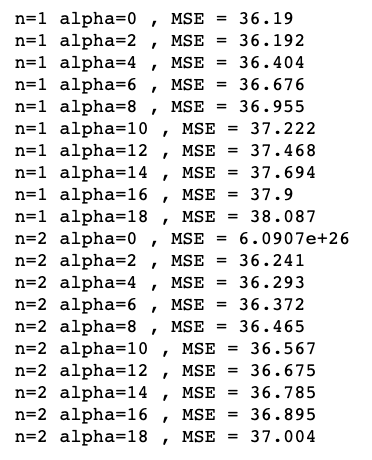 n=1 alpha=0 , MSE = 36.19
n=1 alpha=2 , MSE = 36.192
n=1 alpha=4 , MSE = 36.404
n=1 alpha=6 , MSE = 36.676
n=1 alpha=8 , MSE = 36.955
n=1 alpha=10 , MSE = 37.222
n=1 alpha=12 , MSE = 37.468
n=1 alpha=14 , MSE = 37.694
n=1 alpha=16 , MSE = 37.9
n=1 alpha=18 , MSE = 38.087
n=2 alpha=0 , MSE = 6.0907e+26
n=2 alpha=2 , MSE = 36.241
n=2 alpha=4 , MSE = 36.293
n=2 alpha=6 , MSE = 36.372
n=2 alpha=8 , MSE = 36.465
n=2 alpha=10 , MSE = 36.567
n=2 alpha=12 , MSE = 36.675
n=2 alpha=14 , MSE = 36.785
n=2 alpha=16 , MSE = 36.895
n=2 alpha=18 , MSE = 37.004